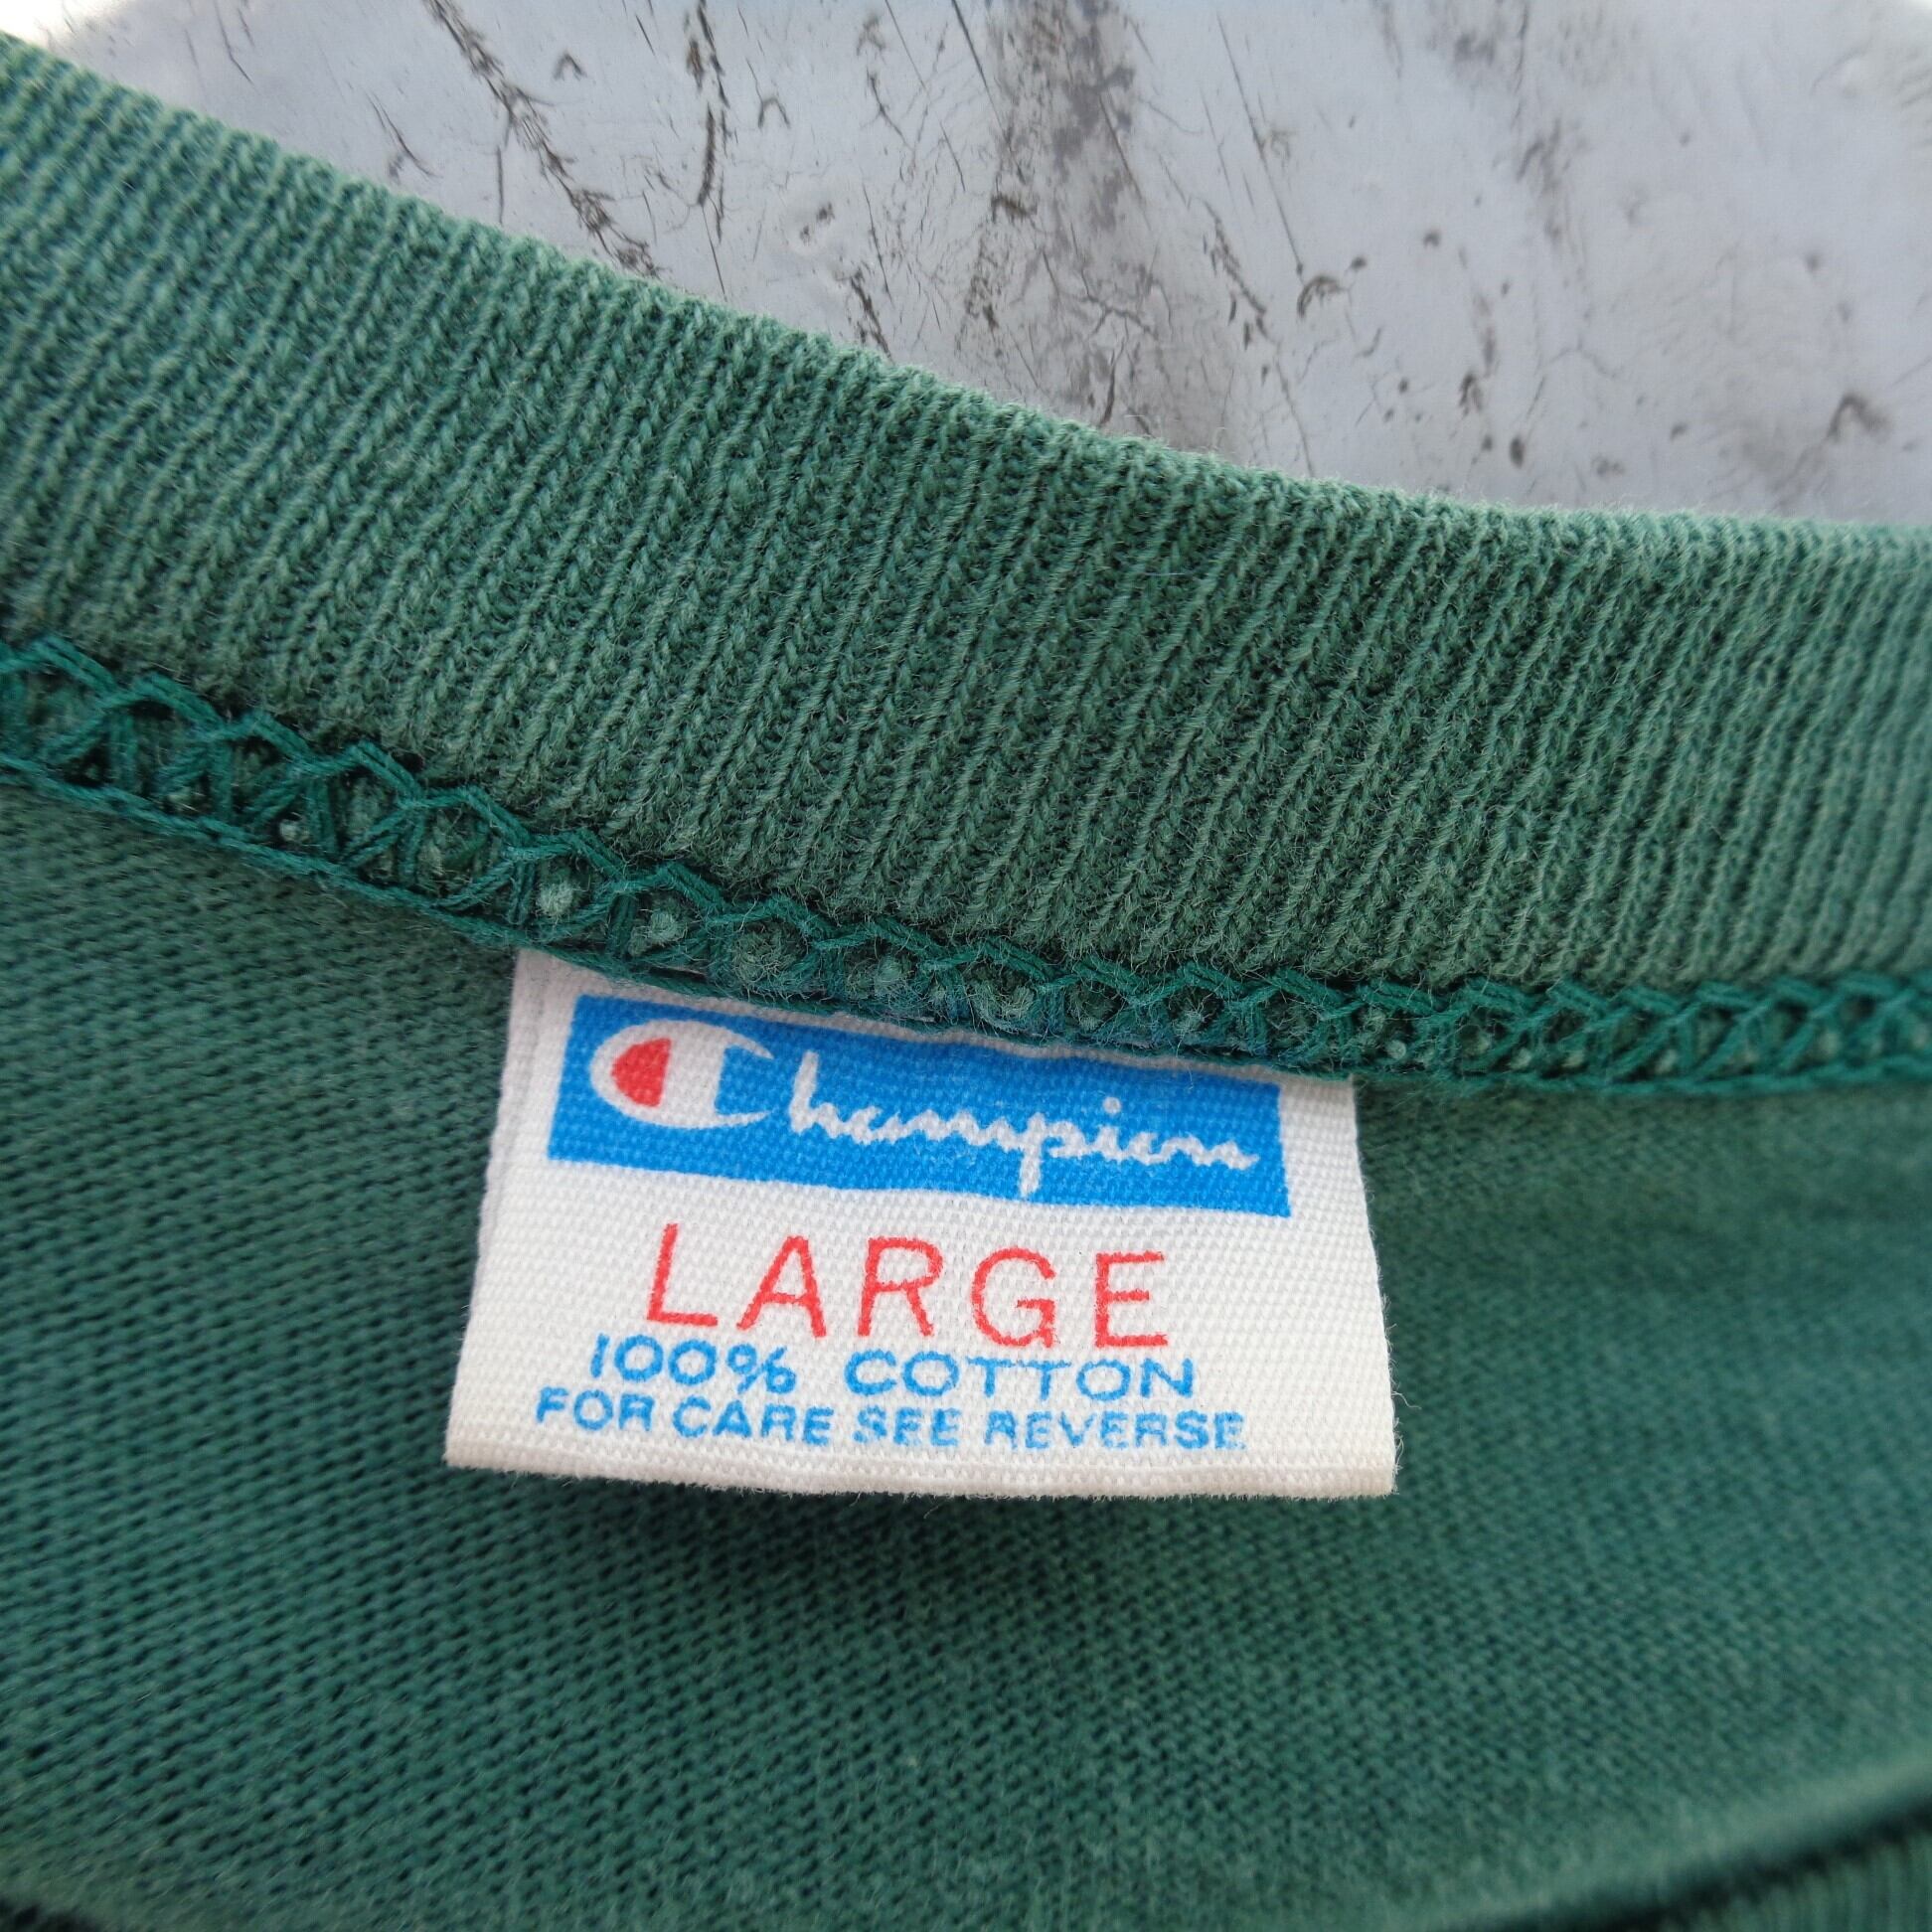 Champion
LARGE
100% COTTON
FOR CARE SEE REVERSE